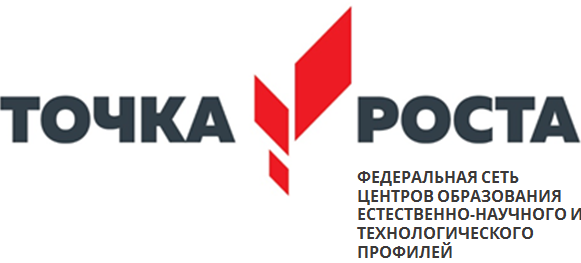 ТОЧКА РОСТА
ФЕДЕРАЛЬНАЯ СЕТЬ
ЦЕНТРОВ ОБРАЗОВАНИЯ
ЕСТЕСТВЕННО-НАУЧНОГО И
ТЕХНОЛОГИЧЕСКОГО
ПРОФИЛЕЙ